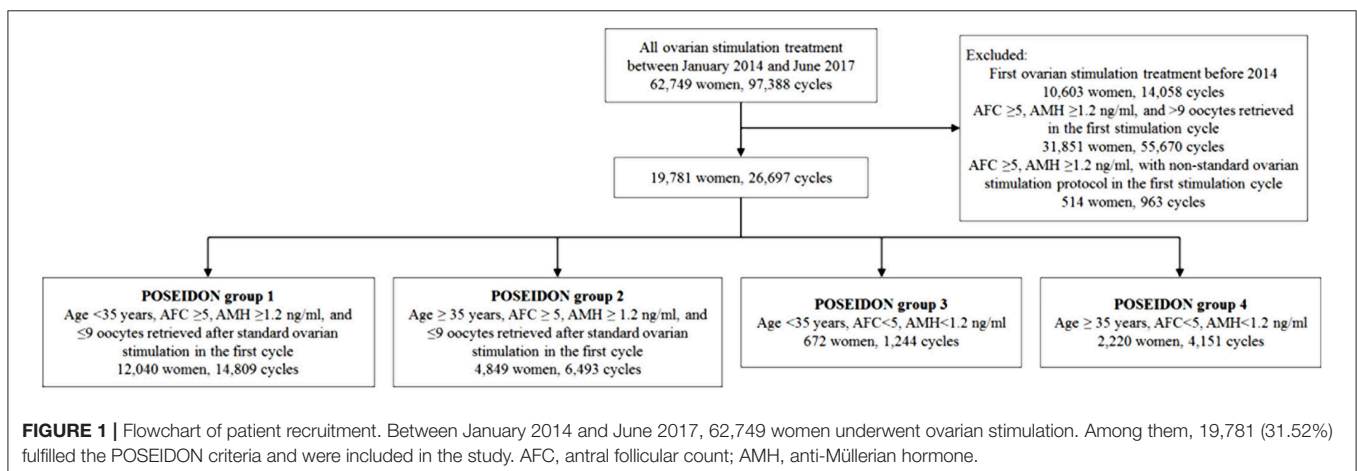 All ovarian stimulation treatment
between January 2014 and June 2017
62,749 women, 97,388 cycles
Excluded:
First ovarian stimulation treatment before 2014
10,603 women, 14,058 cycles
AFC ≥5, AMH ≥1.2 ng/ml, and >9 oocytes retrieved
in the first stimulation cycle
31,851 women, 55,670 cycles
AFC ≥5, AMH ≥1.2 ng/ml, with non-standard ovarian
stimulation protocol in the first stimulation cycle
514 women, 963 cycles
19,781 women, 26,697 cycles
POSEIDON group 1
Age <35 years, AFC ≥5, AMH ≥1.2 ng/ml, and
≤9 oocytes retrieved after standard ovarian
stimulation in the first cycle
12,040 women, 14,809 cycles
POSEIDON group 2
Age ≥ 35 years, AFC ≥ 5, AMH ≥ 1.2 ng/ml, and
≤9 oocytes retrieved after standard ovarian
stimulation in the first cycle
4,849 women, 6,493 cycles
POSEIDON group 3
Age <35 years, AFC<5, AMH<1.2 ng/ml
672 women, 1,244 cycles
POSEIDON group 4
Age ≥ 35 years, AFC<5, AMH<1.2 ng/ml
2,220 women, 4,151 cycles
FIGURE 1 | Flowchart of patient recruitment. Between January 2014 and June 2017, 62,749 women underwent ovarian stimulation. Among them, 19,781 (31.52%)
fulfilled the POSEIDON criteria and were included in the study. AFC, antral follicular count; AMH, anti-Müllerian hormone.